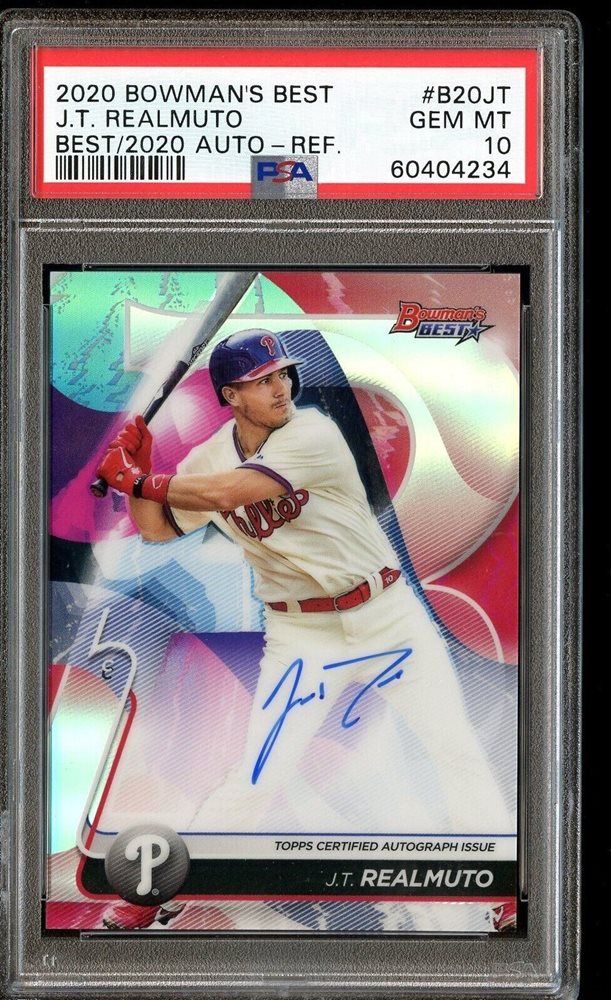 2020 BOWMAN'S BEST #B20JT
J.T. REALMUTO GEM MT
BEST/2020 AUTO-REF. 10
PSA 60404234
Bowman's
BEST
P
Phillies
10
TOPPS CERTIFIED AUTOGRAPH ISSUE
P
J.T. REALMUTO